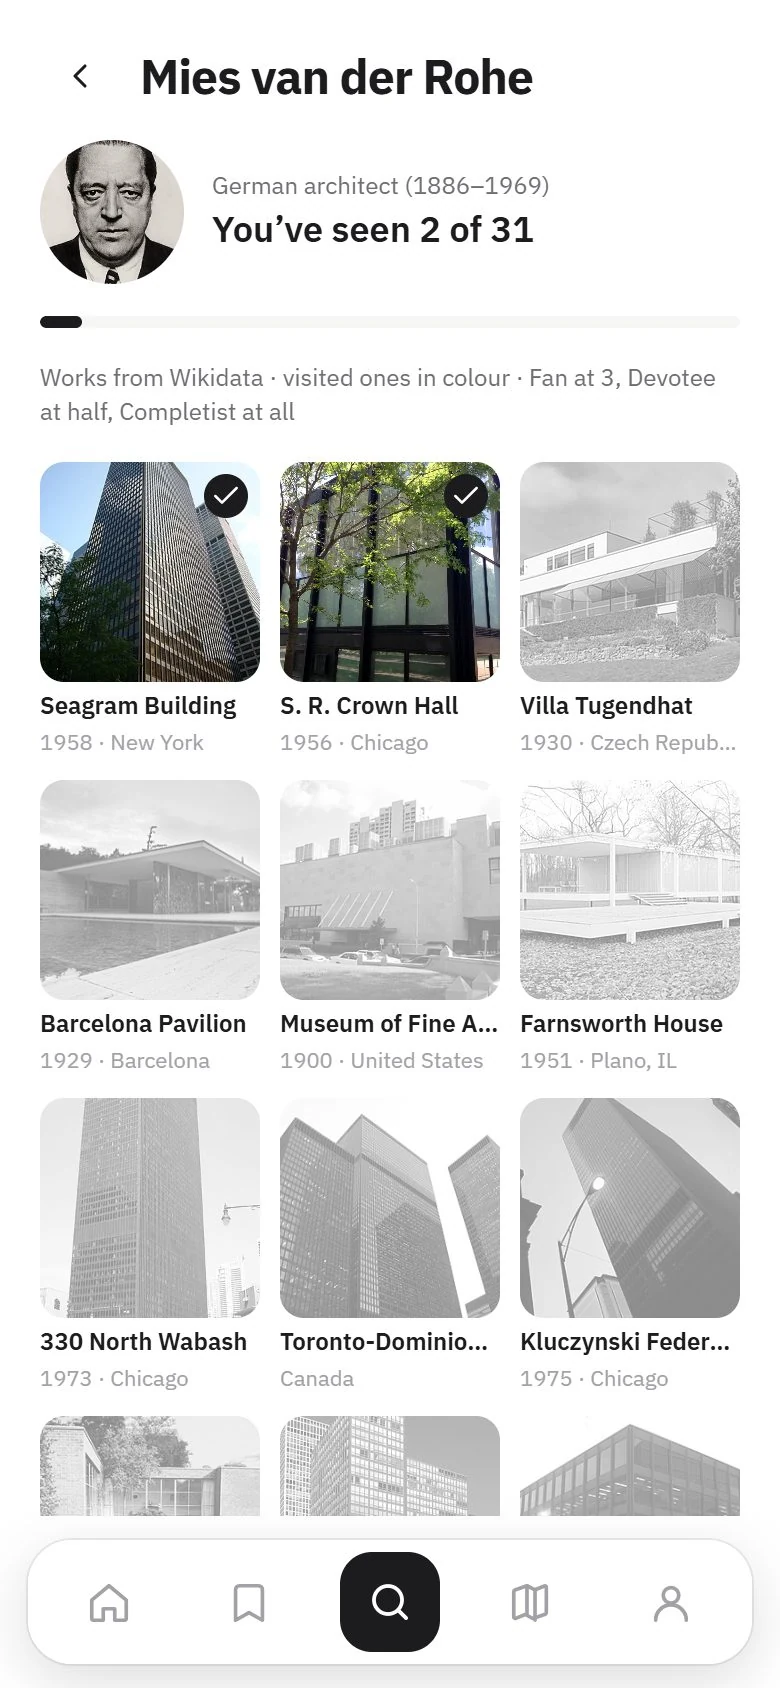 Mies van der Rohe
German architect (1886–1969)
You’ve seen 2 of 31
Works from Wikidata · visited ones in colour · Fan at 3, Devotee
at half, Completist at all
Seagram Building
1958 · New York
S. R. Crown Hall
1956 · Chicago
Villa Tugendhat
1930 · Czech Repub…
Barcelona Pavilion
1929 · Barcelona
Museum of Fine A…
1900 · United States
Farnsworth House
1951 · Plano, IL
330 North Wabash
1973 · Chicago
Toronto-Dominio…
Canada
Kluczynski Feder…
1975 · Chicago